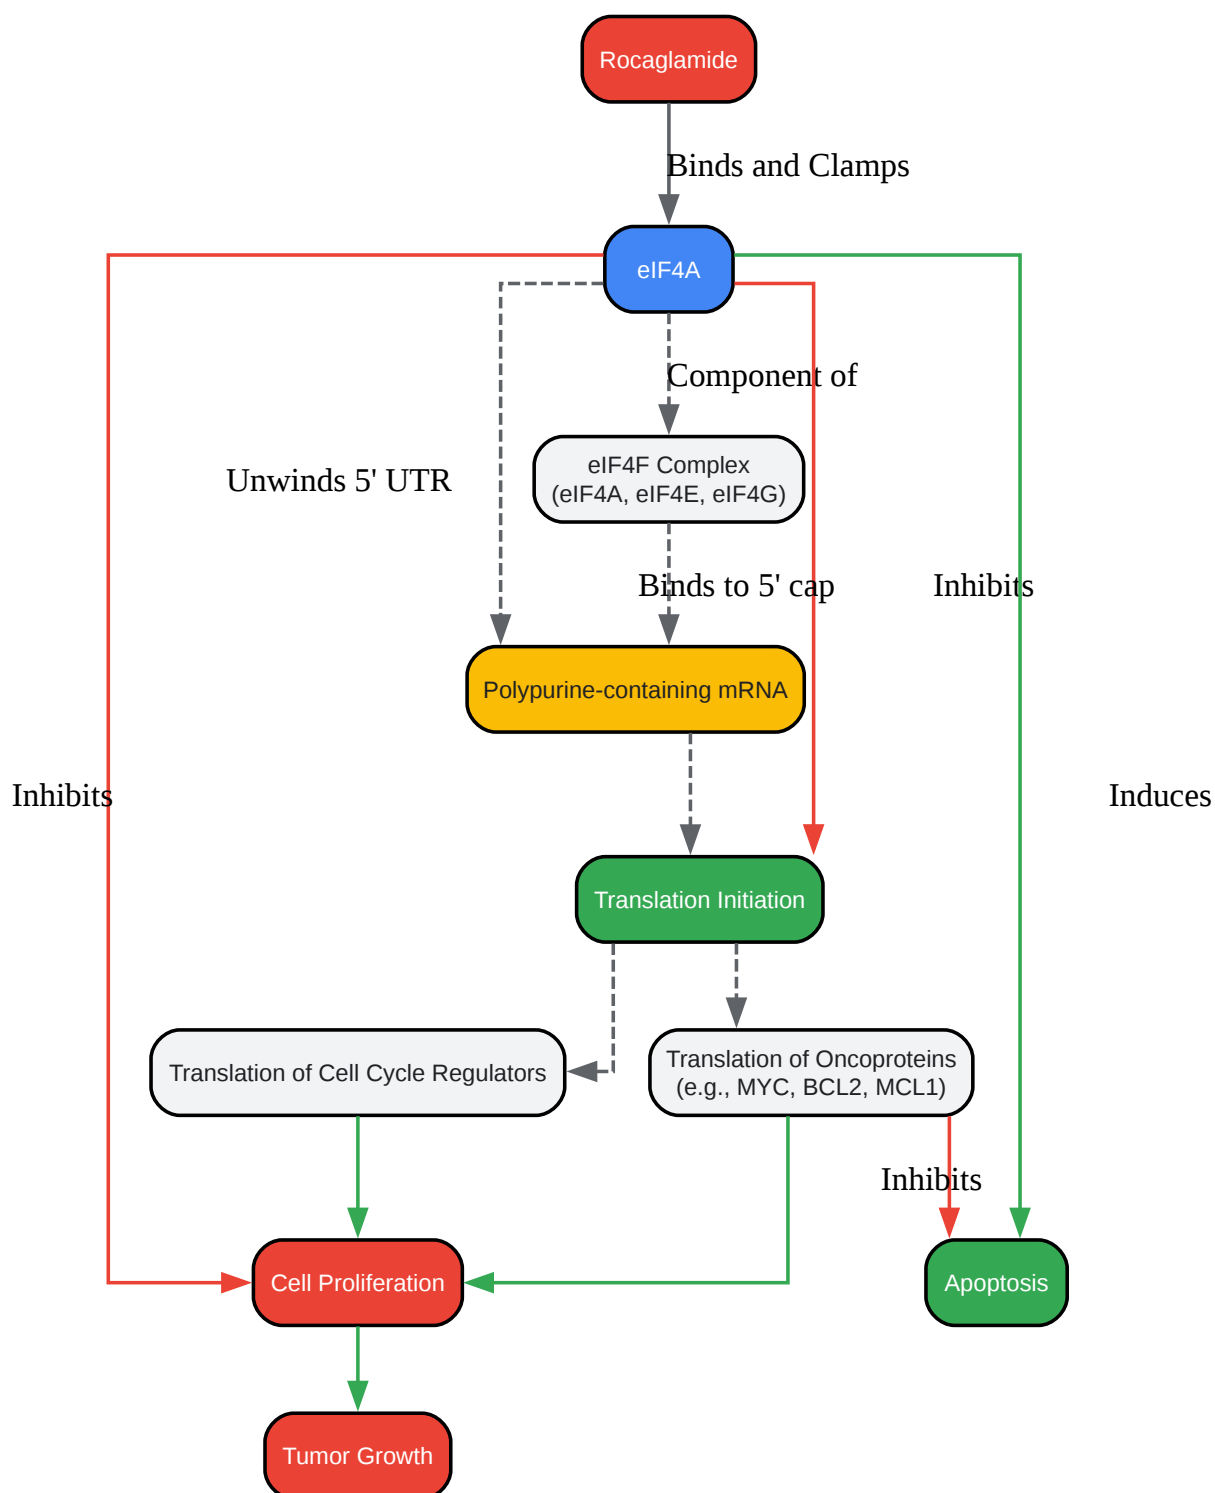 Rocaglamide
Binds and Clamps
eIF4A
Component of
eIF4F Complex
(eIF4A, eIF4E, eIF4G)
Unwinds 5' UTR
Binds to 5' cap
Inhibits
Polypurine-containing mRNA
Inhibits
Induces
Translation Initiation
Translation of Cell Cycle Regulators
Translation of Oncoproteins
(e.g., MYC, BCL2, MCL1)
Inhibits
Cell Proliferation
Apoptosis
Tumor Growth